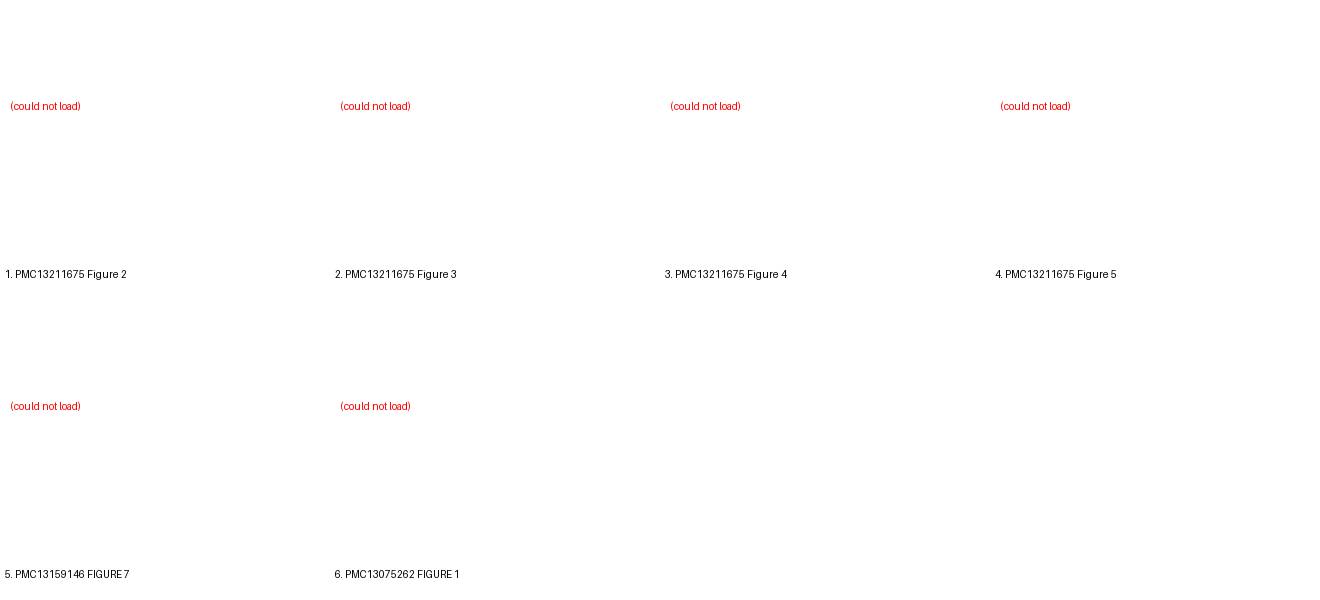 (could not load) (could not load) (could not load) (could not load)
1. PMC13211675 Figure 2 2. PMC13211675 Figure 3 3. PMC13211675 Figure 4 4. PMC13211675 Figure 5
(could not load) (could not load)
5. PMC13159146 FIGURE 7 6. PMC13075262 FIGURE 1